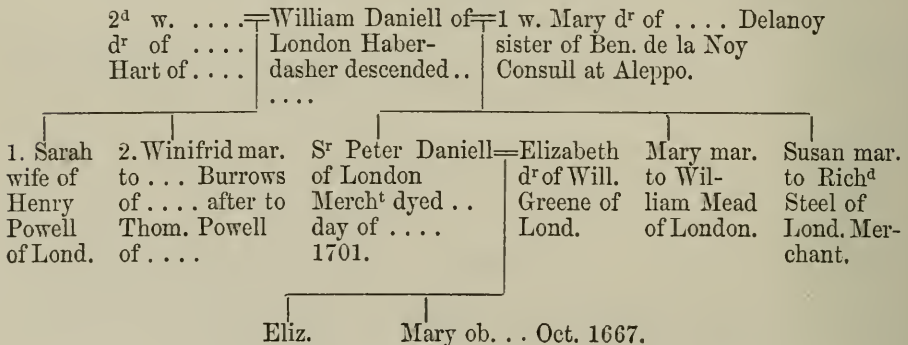 2ᵈ w. . . . .
dʳ of . . . .
Hart of . . . .
William Daniell of
London Haber-
dasher descended . .
. . . .
1 w. Mary dʳ of . . . . Delanoy
sister of Ben. de la Noy
Consull at Aleppo.
1. Sarah
wife of
Henry
Powell
of Lond.
2. Winifrid mar.
to . . . Burrows
of . . . . after to
Thom. Powell
of . . . .
Sʳ Peter Daniell
of London
Merchᵗ dyed . .
day of . . . .
1701.
Elizabeth
dʳ of Will.
Greene of
Lond.
Mary mar.
to Wil-
liam Mead
of London.
Susan mar.
to Richᵈ
Steel of
Lond. Mer-
chant.
Eliz.
Mary ob. . . Oct. 1667.